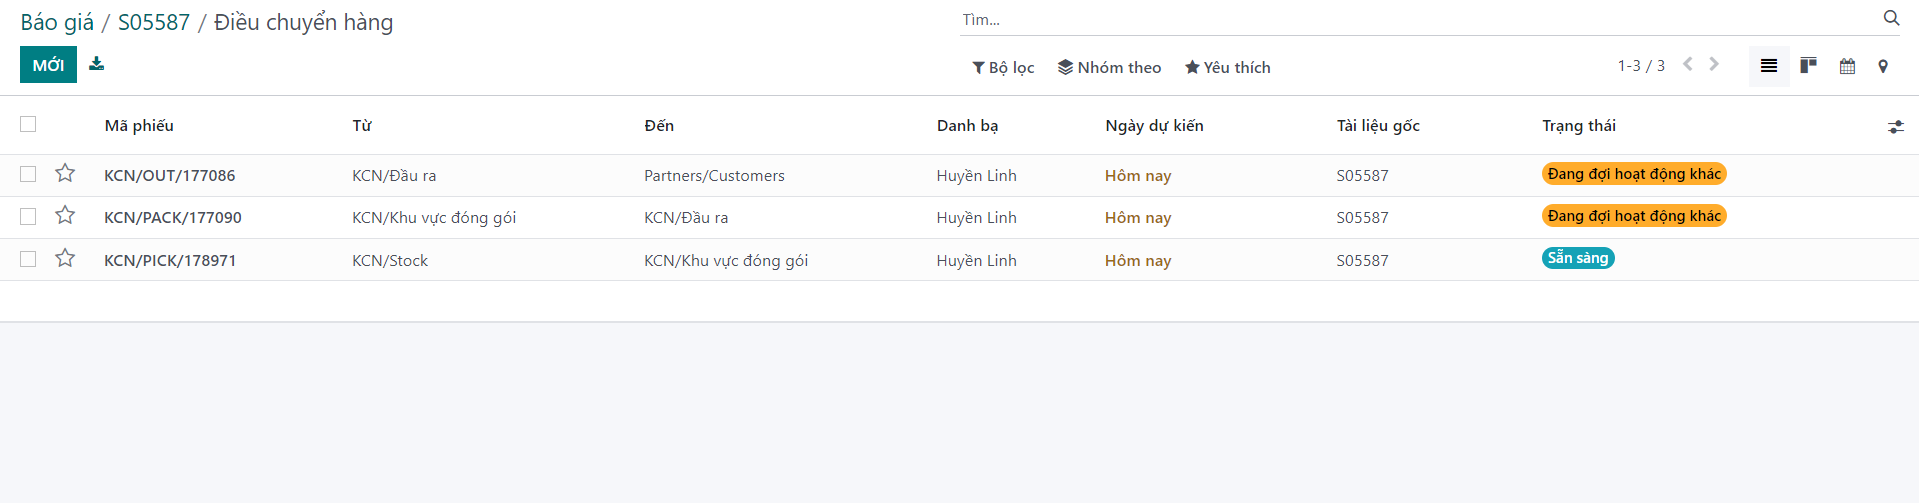 Báo giá / S05587 / Điều chuyển hàng
Tìm...
MỚI
Bộ lọc Nhóm theo Yêu thích
1-3 / 3
Mã phiếu Từ Đến Danh bạ Ngày dự kiến Tài liệu gốc Trạng thái
KCN/OUT/177086 KCN/Đầu ra Partners/Customers Huyền Linh Hôm nay S05587 Đang đợi hoạt động khác
KCN/PACK/177090 KCN/Khu vực đóng gói KCN/Đầu ra Huyền Linh Hôm nay S05587 Đang đợi hoạt động khác
KCN/PICK/178971 KCN/Stock KCN/Khu vực đóng gói Huyền Linh Hôm nay S05587 Sẵn sàng